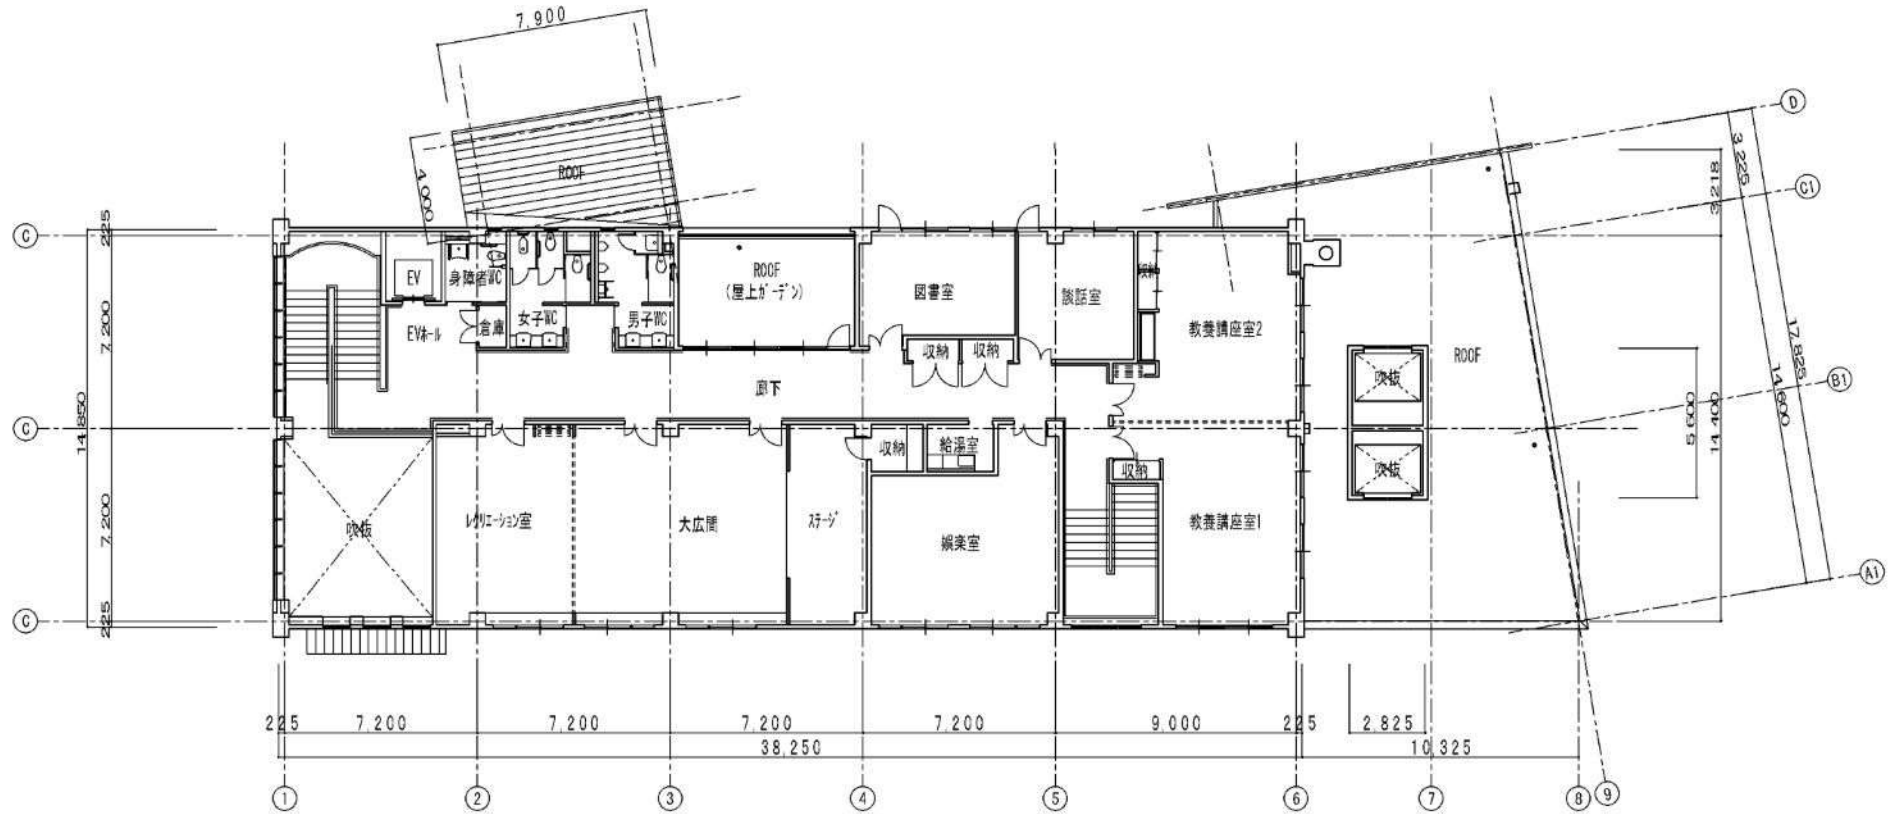 7,900
D
3,225
C1
3,218
4,000
ROOF
C
225
EV
身障者WC
ROOF
(屋上ガーデン)
図書室
談話室
収納
教養講座室2
ROOF
7,200
EVホール
倉庫
女子WC
男子WC
収納
収納
17,825
吹抜
B1
廊下
14,850
14,600
5,600
14,400
C
収納
給湯室
収納
吹抜
7,200
吹抜
レクリエーション室
大広間
ステージ
娯楽室
教養講座室1
A1
225
C
225
7,200
7,200
7,200
7,200
9,000
225
2,825
38,250
10,325
1
2
3
4
5
6
7
8
9